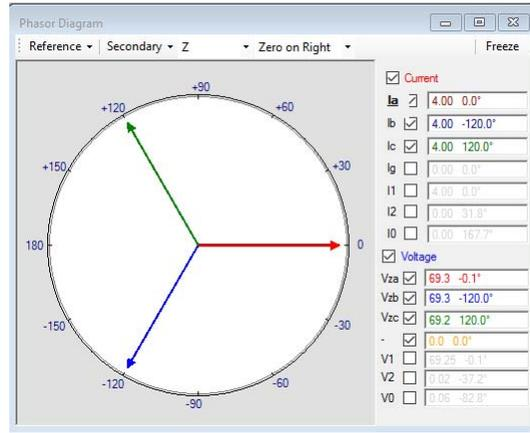 Phasor Diagram
Reference Secondary Z Zero on Right Freeze
+90
+120 +60
+150 +30
180 0
-150 -30
-120 -60
-90
Current
Ia 4.00 0.0°
Ib 4.00 -120.0°
Ic 4.00 120.0°
Ig 0.00 0.0°
I1 4.00 0.0°
I2 0.00 31.8°
I0 0.00 167.7°
Voltage
Vza 69.3 -0.1°
Vzb 69.3 -120.0°
Vzc 69.2 120.0°
- 0.0 0.0°
V1 69.25 -0.1°
V2 0.02 -37.2°
V0 0.06 -82.8°